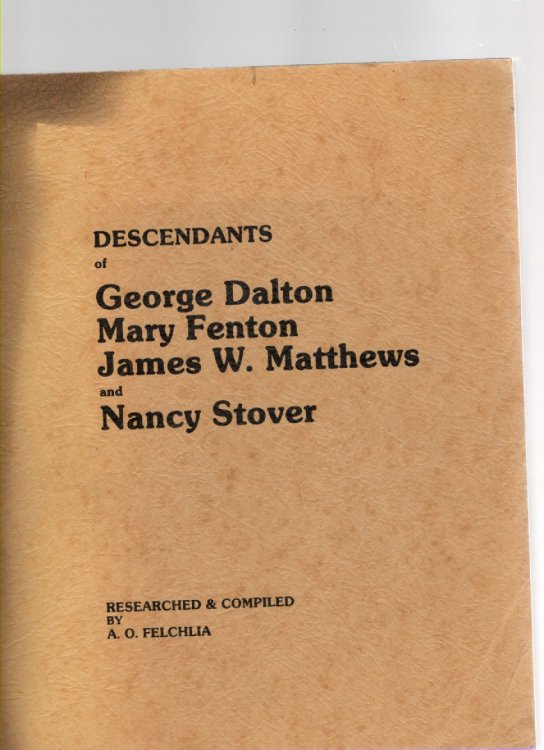 DESCENDANTS
of
George Dalton
Mary Fenton
James W. Matthews
and
Nancy Stover
RESEARCHED & COMPILED
BY
A. O. FELCHLIA